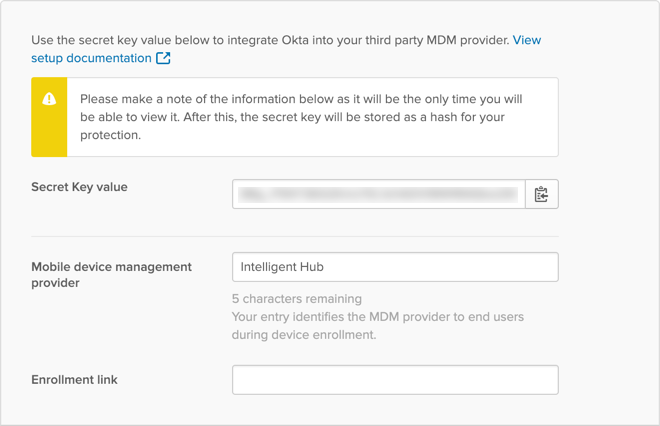 Use the secret key value below to integrate Okta into your third party MDM provider. View
setup documentation
Please make a note of the information below as it will be the only time you will
be able to view it. After this, the secret key will be stored as a hash for your
protection.
Secret Key value
Mobile device management
provider
Intelligent Hub
5 characters remaining
Your entry identifies the MDM provider to end users
during device enrollment.
Enrollment link